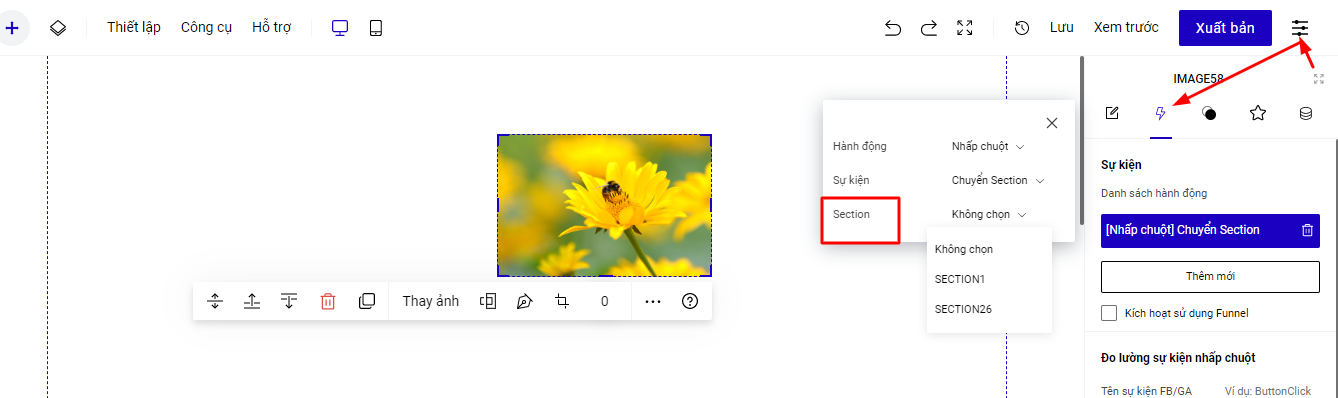 Thiết lập Công cụ Hỗ trợ Lưu Xem trước Xuất bản
IMAGE58
Hành động Nhấp chuột
Sự kiện Chuyển Section
Section Không chọn
Không chọn
SECTION1
SECTION26
Thay ảnh 0
Sự kiện
Danh sách hành động
[Nhấp chuột] Chuyển Section
Thêm mới
Kích hoạt sử dụng Funnel
Đo lường sự kiện nhấp chuột
Tên sự kiện FB/GA Ví dụ: ButtonClick